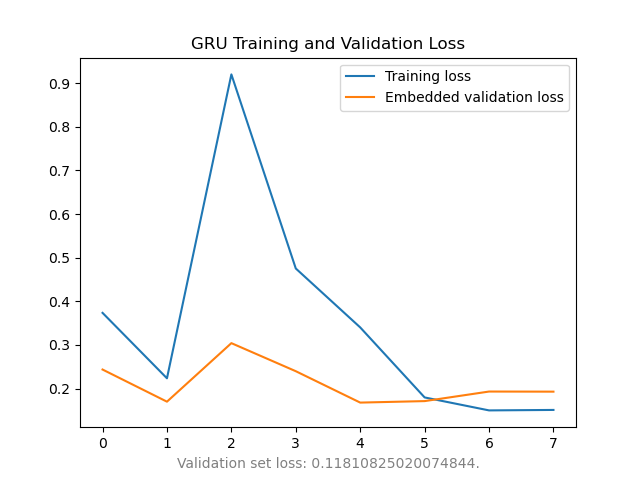 GRU Training and Validation Loss
Training loss
Embedded validation loss
0.9
0.8
0.7
0.6
0.5
0.4
0.3
0.2
0 1 2 3 4 5 6 7
Validation set loss: 0.11810825020074844.